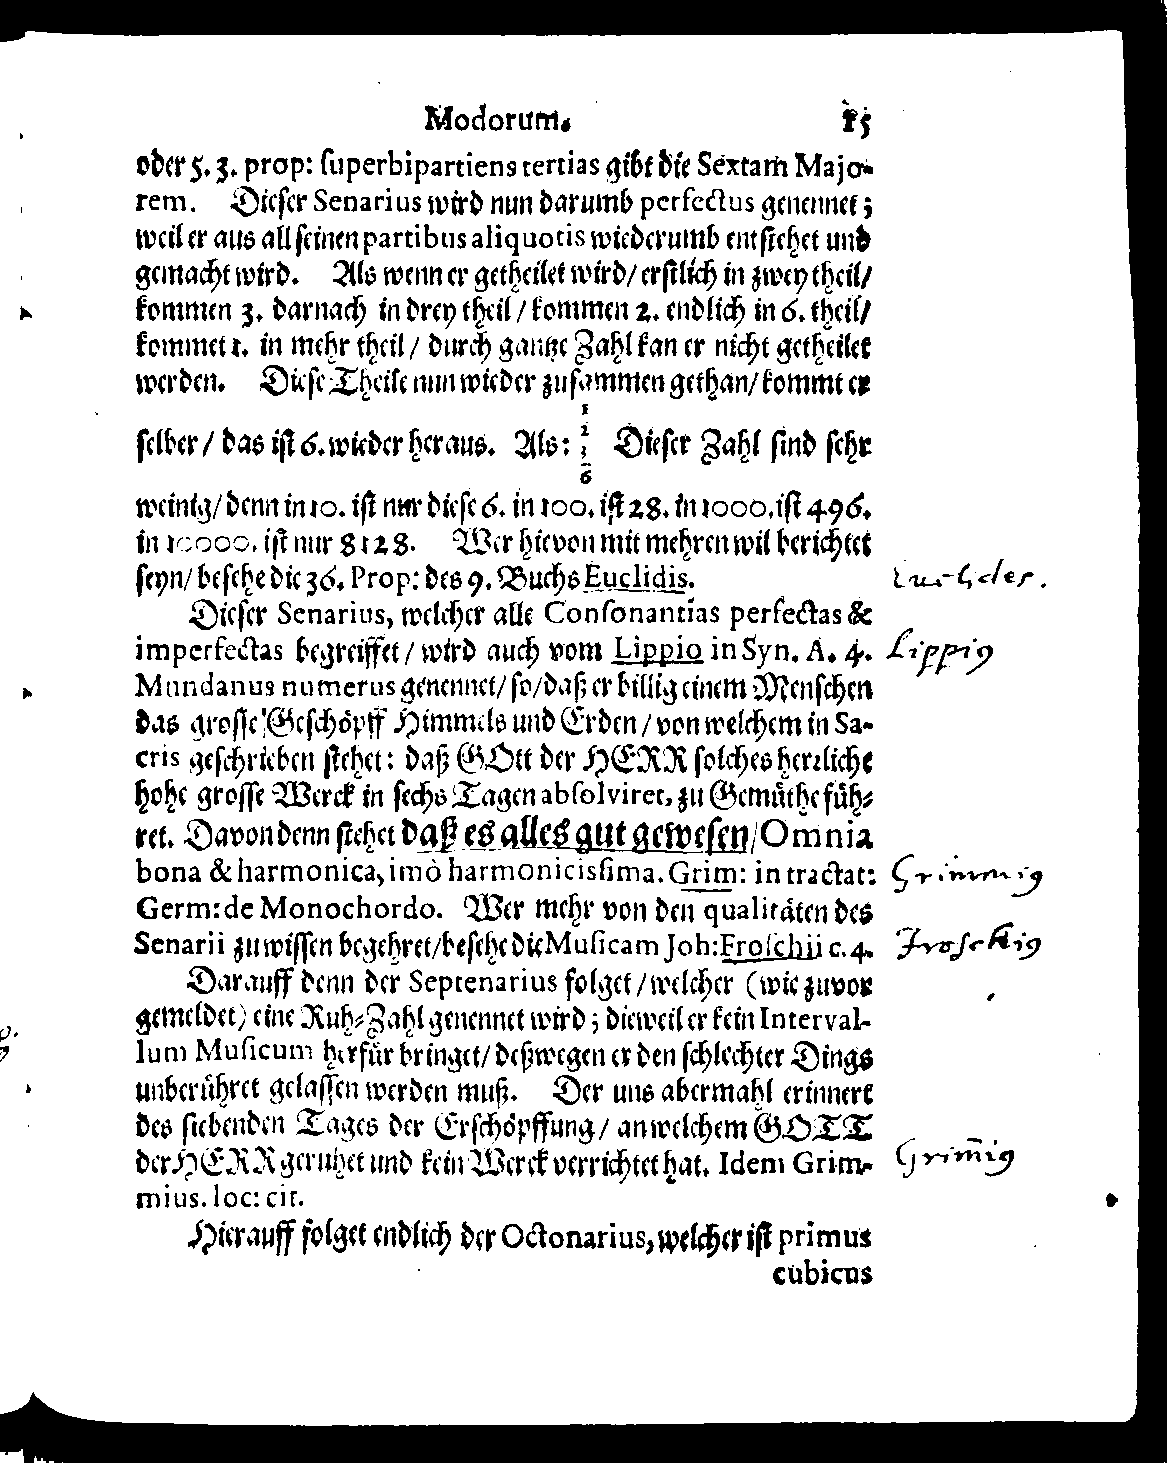 Modorum. 15
oder 5. 3. prop: superbipartiens tertias gibt die Sextam Majo-
rem. Dieser Senarius wird nun darumb perfectus genennet;
weil er aus all seinen partibus aliquotis wiederumb entstehet und
gemacht wird. Als wenn er getheilet wird/ erstlich in zwey theil/
kommen 3. darnach in drey theil/ kommen 2. endlich in 6. theil/
kommet 1. in mehr theil/ durch gantze Zahl kan er nicht getheilet
werden. Diese Theile nun wieder zusammen gethan/ kommt er
1
2
selber/ das ist 6. wieder heraus. Als: 3 Dieser Zahl sind sehr
6
weinig/ denn in 10. ist nur diese 6. in 100. ist 28. in 1000. ist 496.
in 10000. ist nur 8128. Wer hievon mit mehren wil berichtet
seyn/ besehe die 36. Prop: des 9. Buchs Euclidis. Euclides.
Dieser Senarius, welcher alle Consonantias perfectas &
imperfectas begreiffet/ wird auch vom Lippio in Syn. A. 4. Lippig
Mundanus numerus genennet/ so/ daß er billig einem Menschen
das grosse Geschöpff Himmels und Erden/ von welchem in Sa-
cris geschrieben stehet: daß GOtt der HERR solches herrliche
hohe grosse Werck in sechs Tagen absolviret, zu Gemüthe füh-
ret. Davon denn stehet daß es alles gut gewesen/ Omnia
bona & harmonica, imò harmonicissima. Grim: in tractat: Grimmig
Germ: de Monochordo. Wer mehr von den qualitäten des
Senarii zu wissen begehret/ besehe die Musicam Joh: Froschii c. 4. Froschig
Darauff denn der Septenarius folget/ welcher (wie zuvor
gemeldet) eine Ruh-Zahl genennet wird; dieweil er kein Interval-
lum Musicum herfür bringet/ deßwegen er den schlechter Dings
unberühret gelassen werden muß. Der uns abermahl erinnert
des siebenden Tages der Erschöpffung/ an welchem GOTT
der HERR geruhet und kein Werck verrichtet hat. Idem Grim- Grim̄ig
mius. loc: cit.
Hierauff folget endlich der Octonarius, welcher ist primus
cubicus